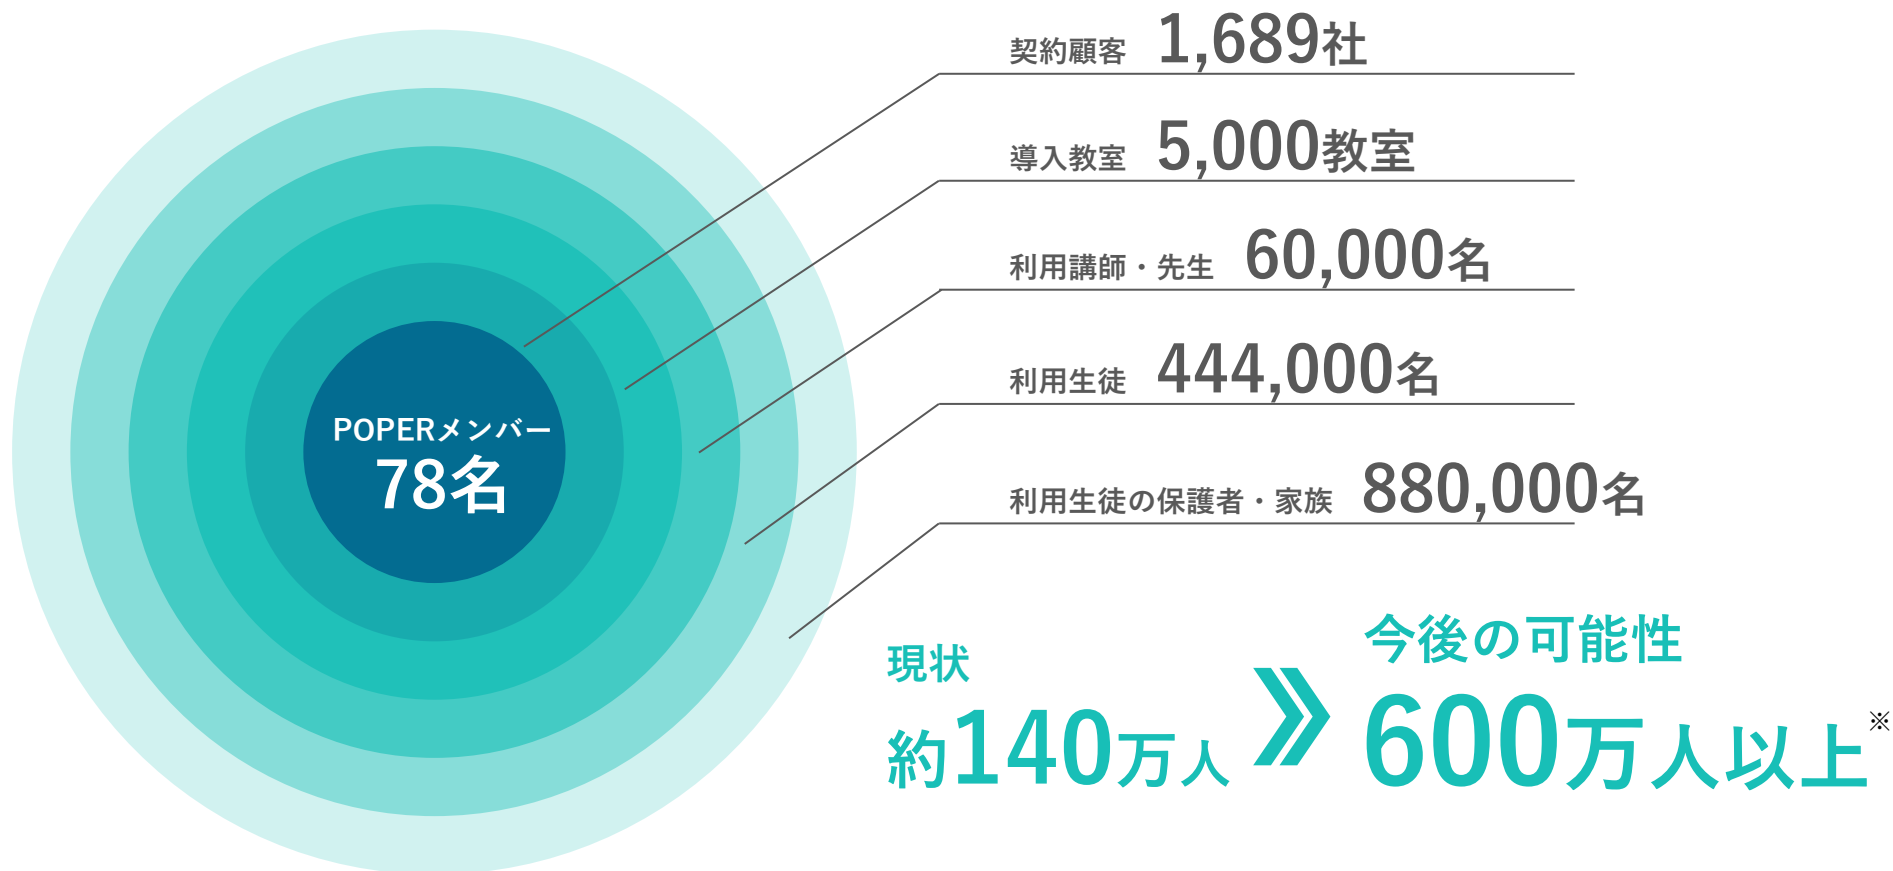 契約顧客 1,689社
導入教室 5,000教室
利用講師・先生 60,000名
利用生徒 444,000名
利用生徒の保護者・家族 880,000名
POPERメンバー
78名
現状
約140万人
今後の可能性
600万人以上※